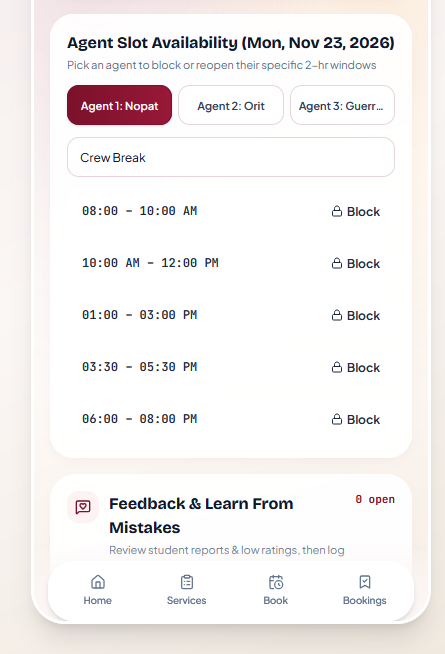 Agent Slot Availability (Mon, Nov 23, 2026)
Pick an agent to block or reopen their specific 2-hr windows
Agent 1: Nopat
Agent 2: Orit
Agent 3: Guerr...
Crew Break
08:00 – 10:00 AM
Block
10:00 AM – 12:00 PM
Block
01:00 – 03:00 PM
Block
03:30 – 05:30 PM
Block
06:00 – 08:00 PM
Block
Feedback & Learn From
Mistakes
0 open
Review student reports & low ratings, then log
Home
Services
Book
Bookings